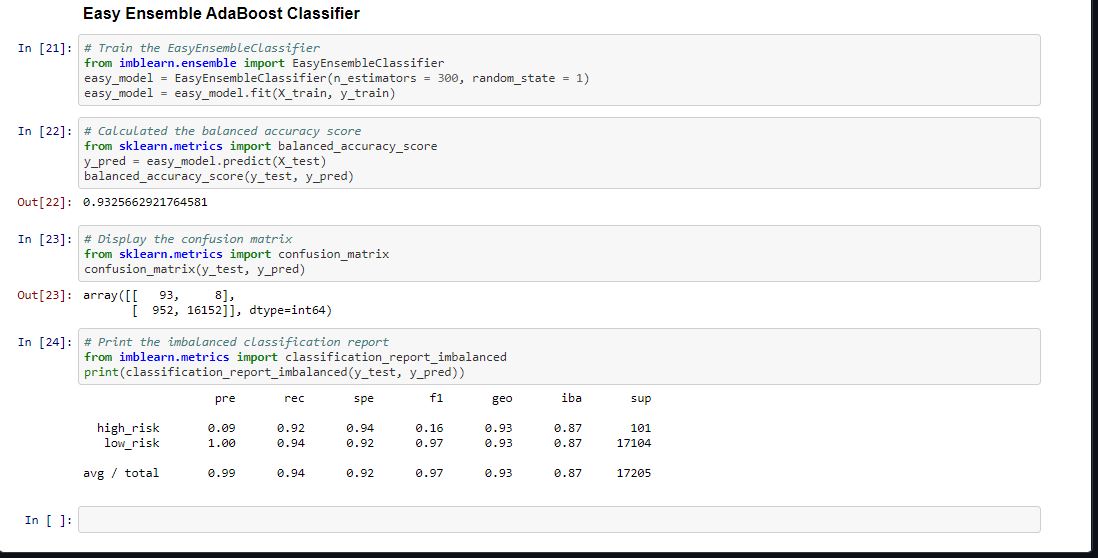 Easy Ensemble AdaBoost Classifier
In [21]: # Train the EasyEnsembleClassifier
from imblearn.ensemble import EasyEnsembleClassifier
easy_model = EasyEnsembleClassifier(n_estimators = 300, random_state = 1)
easy_model = easy_model.fit(X_train, y_train)
In [22]: # Calculated the balanced accuracy score
from sklearn.metrics import balanced_accuracy_score
y_pred = easy_model.predict(X_test)
balanced_accuracy_score(y_test, y_pred)
Out[22]: 0.9325662921764581
In [23]: # Display the confusion matrix
from sklearn.metrics import confusion_matrix
confusion_matrix(y_test, y_pred)
Out[23]: array([[   93,     8],
[  952, 16152]], dtype=int64)
In [24]: # Print the imbalanced classification report
from imblearn.metrics import classification_report_imbalanced
print(classification_report_imbalanced(y_test, y_pred))
pre rec spe f1 geo iba sup
high_risk 0.09 0.92 0.94 0.16 0.93 0.87 101
low_risk 1.00 0.94 0.92 0.97 0.93 0.87 17104
avg / total 0.99 0.94 0.92 0.97 0.93 0.87 17205
In [ ]: